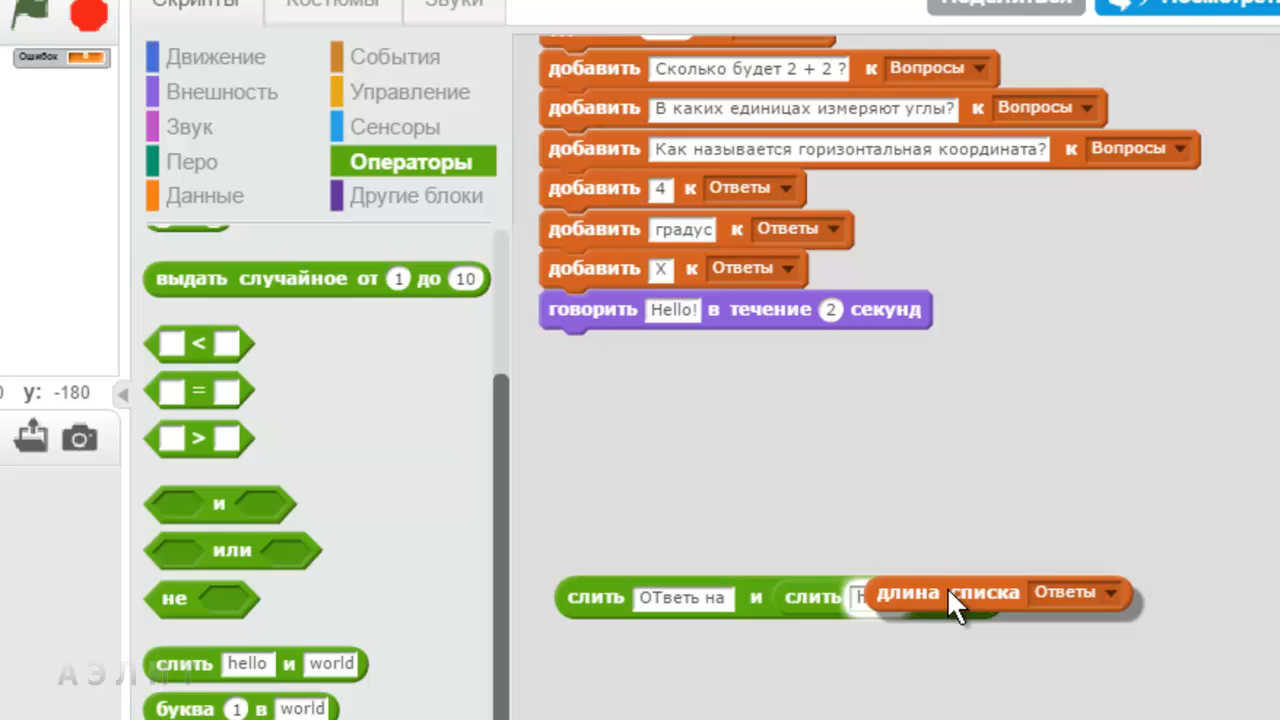 Скрипты Костюмы Звуки
Поделиться Посмотреть
Ошибок
Движение События
Внешность Управление
Звук Сенсоры
Перо Операторы
Данные Другие блоки
выдать случайное от 1 до 10
<
=
>
и
или
не
слить hello и world
буква 1 в world
y: -180
добавить Сколько будет 2 + 2 ? к Вопросы
добавить В каких единицах измеряют углы? к Вопросы
добавить Как называется горизонтальная координата? к Вопросы
добавить 4 к Ответы
добавить градус к Ответы
добавить X к Ответы
говорить Hello! в течение 2 секунд
слить ОТветь на и слить длина списка Ответы